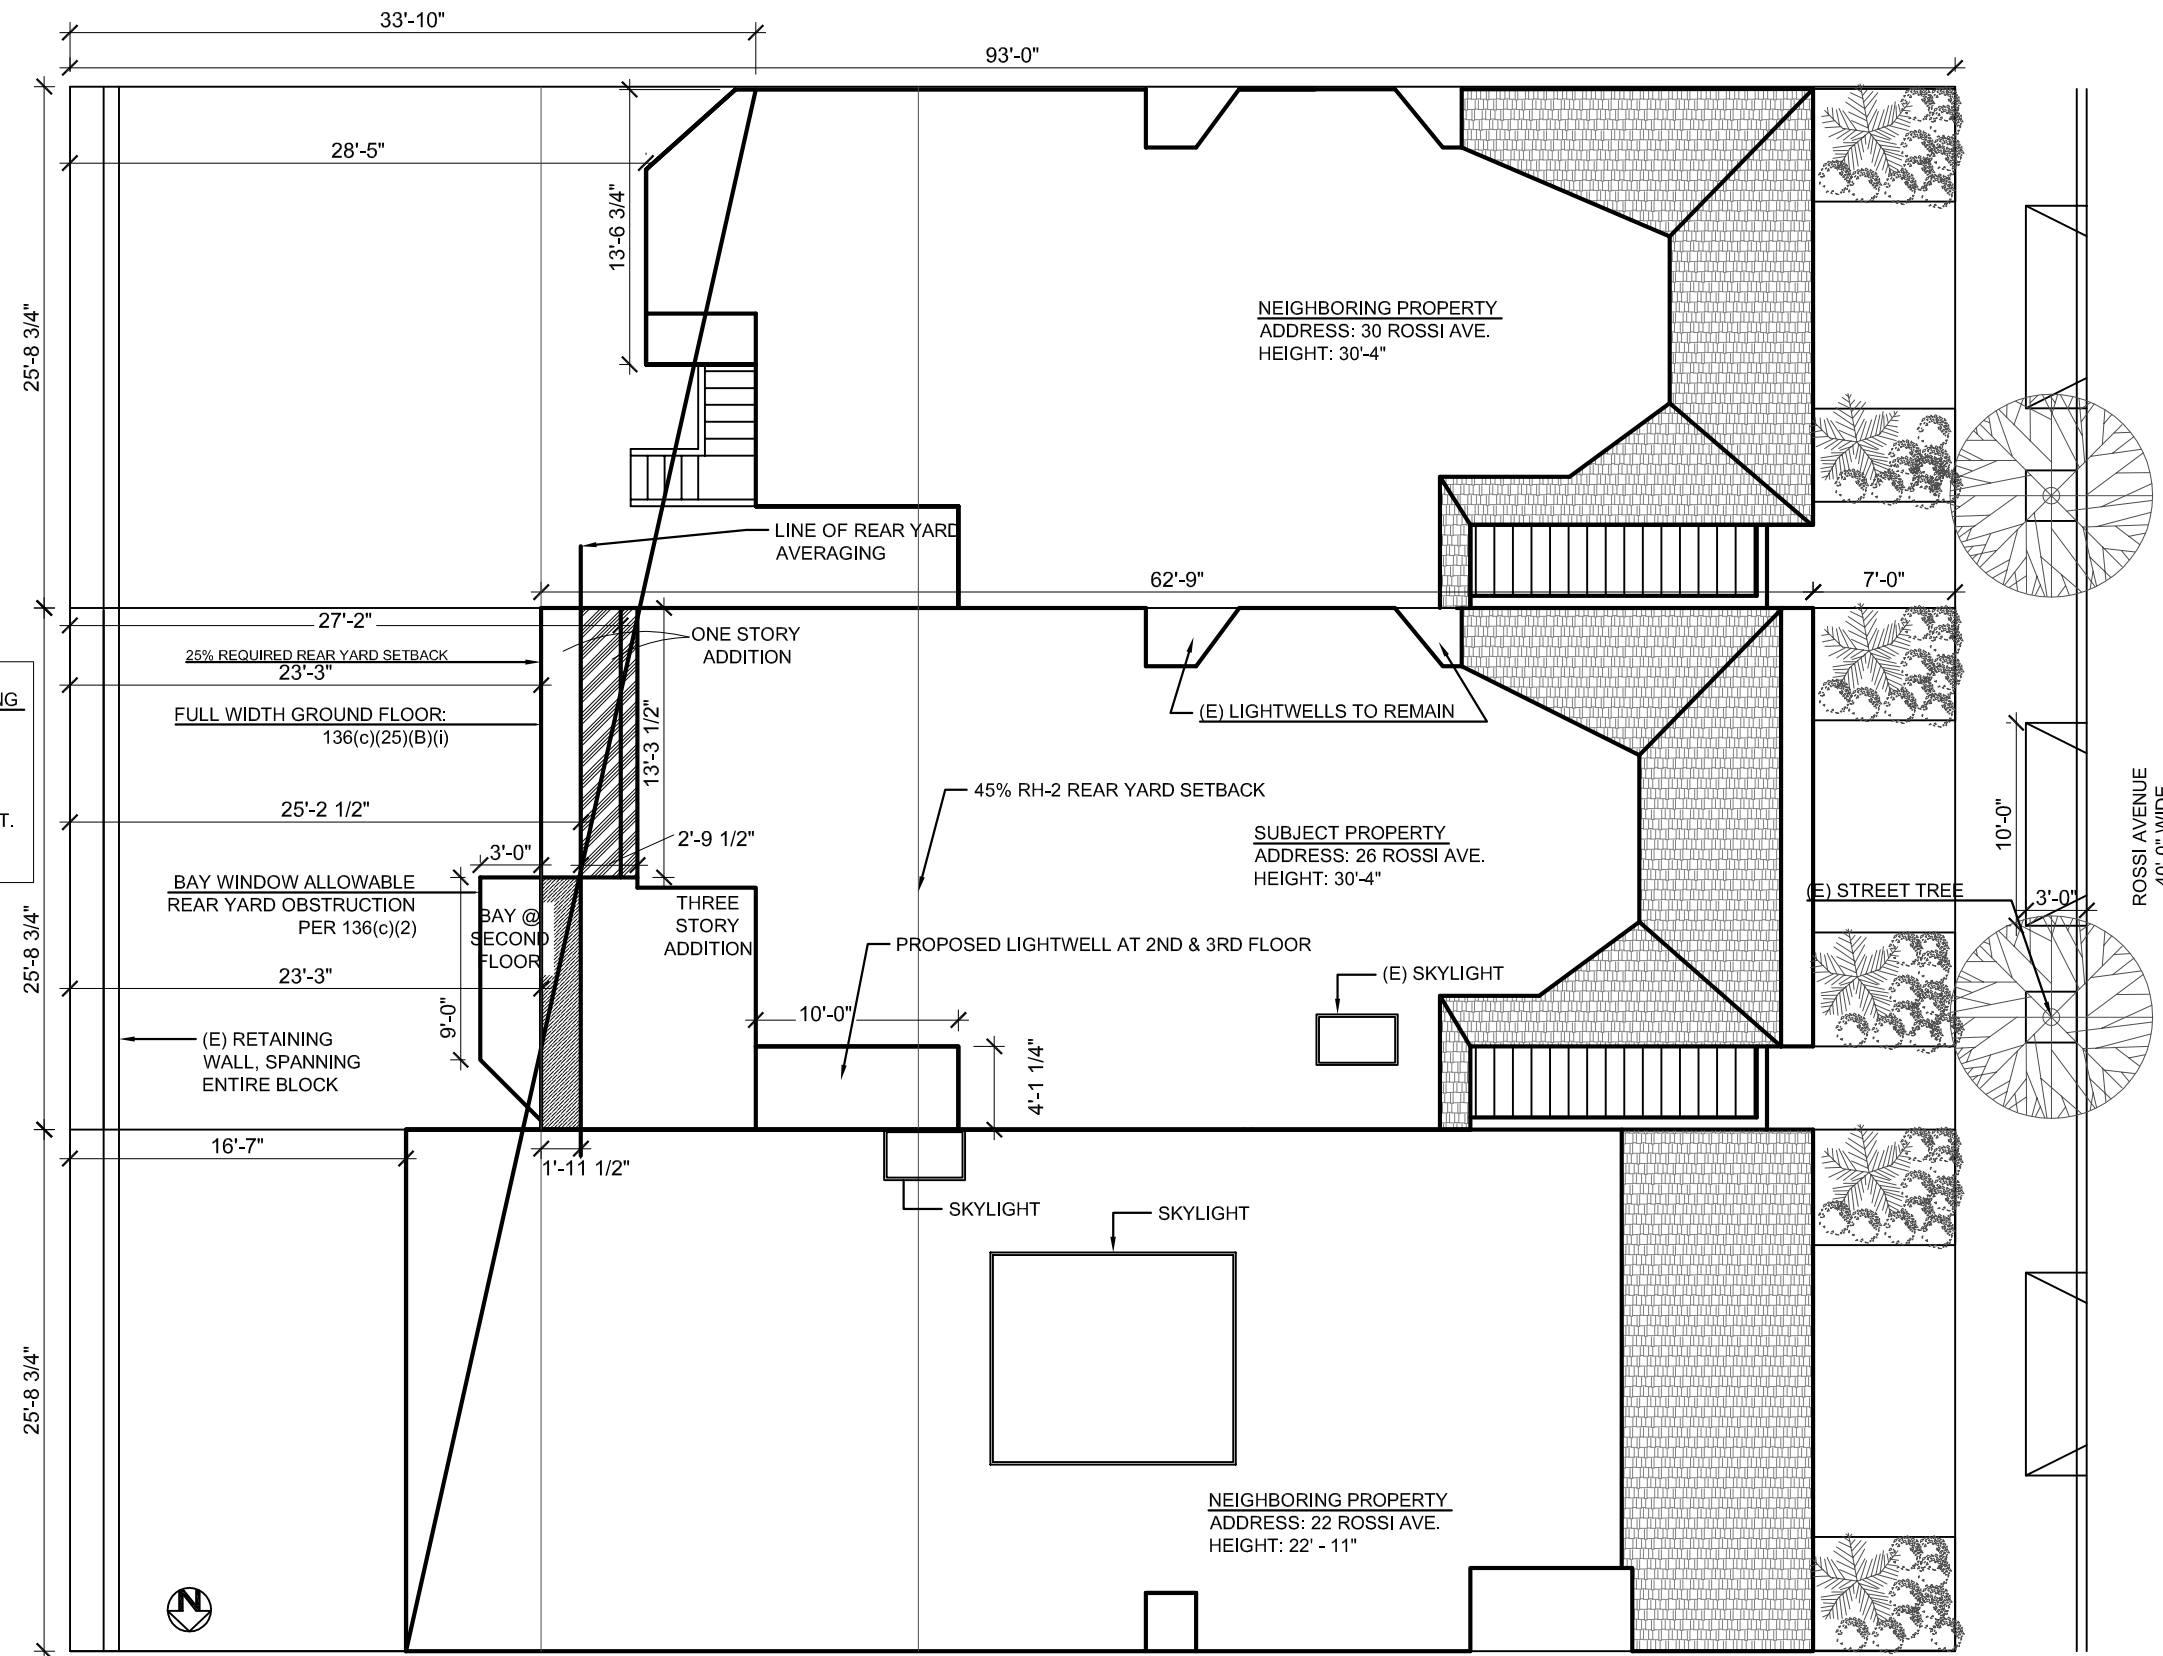 33'-10"
93'-0"
28'-5"
13'-6 3/4"
25'-8 3/4"
NEIGHBORING PROPERTY
ADDRESS: 30 ROSSI AVE.
HEIGHT: 30'-4"
LINE OF REAR YARD
AVERAGING
62'-9"
7'-0"
27'-2"
ONE STORY
ADDITION
25% REQUIRED REAR YARD SETBACK
23'-3"
FULL WIDTH GROUND FLOOR:
136(c)(25)(B)(i)
13'-3 1/2"
(E) LIGHTWELLS TO REMAIN
45% RH-2 REAR YARD SETBACK
25'-2 1/2"
T.
2'-9 1/2"
3'-0"
SUBJECT PROPERTY
ADDRESS: 26 ROSSI AVE.
HEIGHT: 30'-4"
10'-0"
ROSSI AVENUE
40'-0" WIDE
BAY WINDOW ALLOWABLE
REAR YARD OBSTRUCTION
PER 136(c)(2)
BAY @
SECOND
FLOOR
THREE
STORY
ADDITION
(E) STREET TREE
3'-0"
PROPOSED LIGHTWELL AT 2ND & 3RD FLOOR
(E) SKYLIGHT
25'-8 3/4"
23'-3"
9'-0"
10'-0"
(E) RETAINING
WALL, SPANNING
ENTIRE BLOCK
4'-1 1/4"
16'-7"
1'-11 1/2"
SKYLIGHT
SKYLIGHT
25'-8 3/4"
NEIGHBORING PROPERTY
ADDRESS: 22 ROSSI AVE.
HEIGHT: 22' - 11"
N